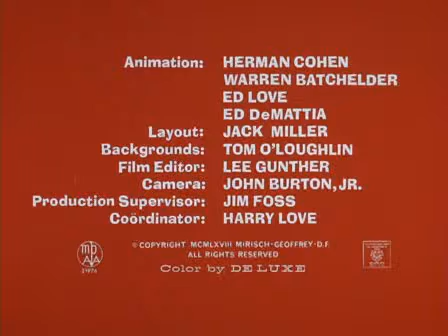 Animation: HERMAN COHEN
WARREN BATCHELDER
ED LOVE
ED DeMATTIA
Layout: JACK MILLER
Backgrounds: TOM O'LOUGHLIN
Film Editor: LEE GUNTHER
Camera: JOHN BURTON, JR.
Production Supervisor: JIM FOSS
Coördinator: HARRY LOVE
© COPYRIGHT MCMLXVIII MIRISCH-GEOFFREY-D.F.
ALL RIGHTS RESERVED
Color by DE LUXE